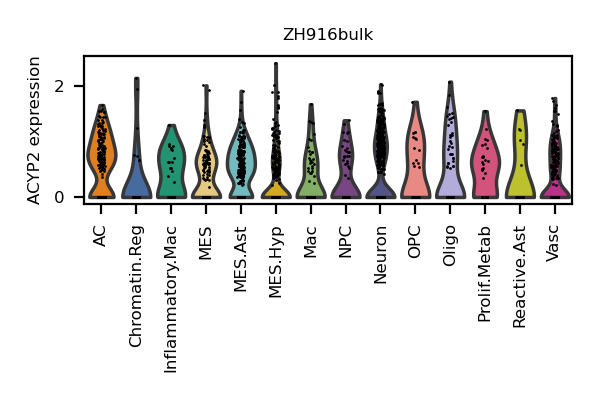 ZH916bulk
ACYP2 expression
2
0
AC
Chromatin.Reg
Inflammatory.Mac
MES
MES.Ast
MES.Hyp
Mac
NPC
Neuron
OPC
Oligo
Prolif.Metab
Reactive.Ast
Vasc